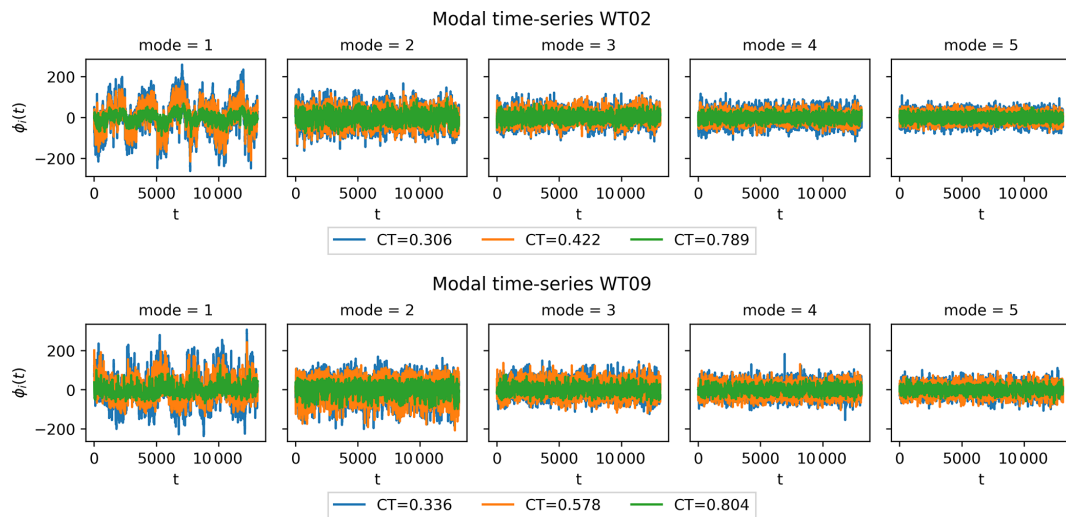 Modal time-series WT02
mode = 1 mode = 2 mode = 3 mode = 4 mode = 5
ϕᵢ(t)
200
0
−200
0 5000 10 000 0 5000 10 000 0 5000 10 000 0 5000 10 000 0 5000 10 000
t t t t t
CT=0.306 CT=0.422 CT=0.789
Modal time-series WT09
mode = 1 mode = 2 mode = 3 mode = 4 mode = 5
ϕᵢ(t)
200
0
−200
0 5000 10 000 0 5000 10 000 0 5000 10 000 0 5000 10 000 0 5000 10 000
t t t t t
CT=0.336 CT=0.578 CT=0.804